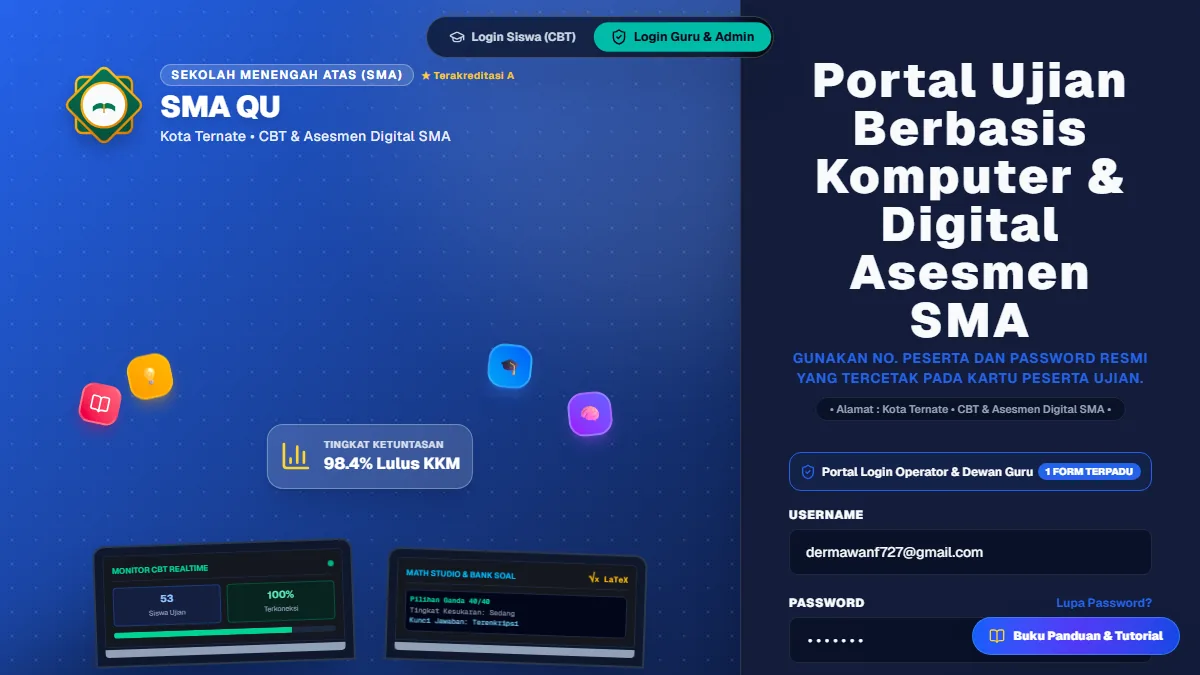 Login Siswa (CBT)
Login Guru & Admin
SEKOLAH MENENGAH ATAS (SMA)
★ Terakreditasi A
SMA QU
Kota Ternate • CBT & Asesmen Digital SMA
TINGKAT KETUNTASAN
98.4% Lulus KKM
MONITOR CBT REALTIME
53
Siswa Ujian
100%
Terkoneksi
MATH STUDIO & BANK SOAL
√x LaTeX
Pilihan Ganda 40/40
Tingkat Kesukaran: Sedang
Kunci Jawaban: Terenkripsi
Portal Ujian
Berbasis
Komputer &
Digital
Asesmen
SMA
GUNAKAN NO. PESERTA DAN PASSWORD RESMI
YANG TERCETAK PADA KARTU PESERTA UJIAN.
• Alamat : Kota Ternate • CBT & Asesmen Digital SMA •
Portal Login Operator & Dewan Guru
1 FORM TERPADU
USERNAME
dermawanf727@gmail.com
PASSWORD
Lupa Password?
•••••••
Buku Panduan & Tutorial